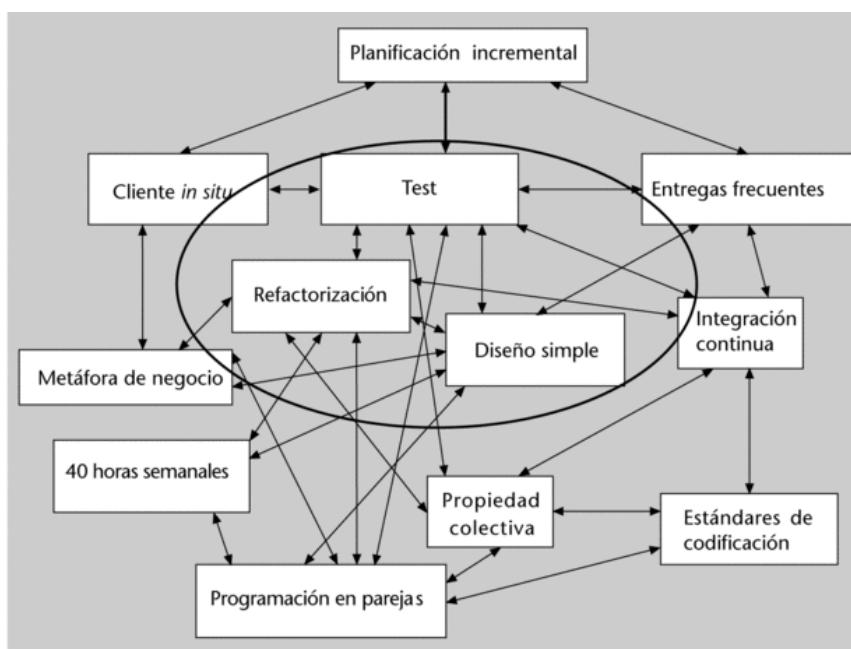 Planificación incremental
Cliente in situ
Test
Entregas frecuentes
Refactorización
Integración
continua
Diseño simple
Metáfora de negocio
40 horas semanales
Propiedad
colectiva
Estándares de
codificación
Programación en parejas